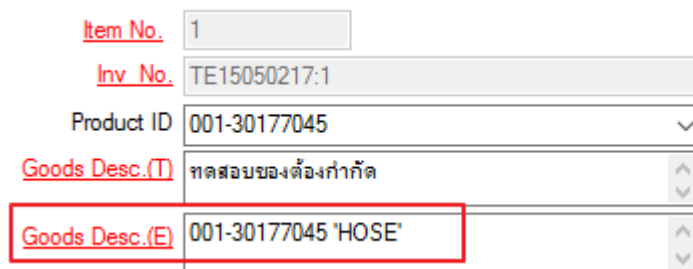 Item No. 1
Inv No. TE15050217:1
Product ID 001-30177045
Goods Desc.(T) ทดสอบของต้องกำกัด
Goods Desc.(E) 001-30177045 'HOSE'